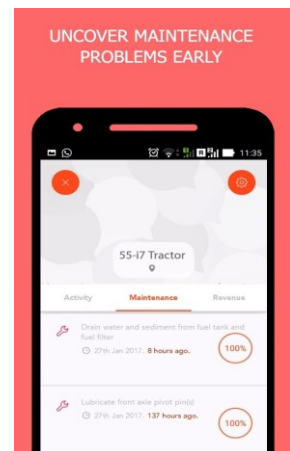 UNCOVER MAINTENANCE
PROBLEMS EARLY
11:35
55-i7 Tractor
Activity Maintenance Revenue
Drain water and sediment from fuel tank and
fuel filter
27th Jan 2017. 8 hours ago.
100%
Lubricate front axle pivot pin(s)
27th Jan 2017. 137 hours ago.
100%